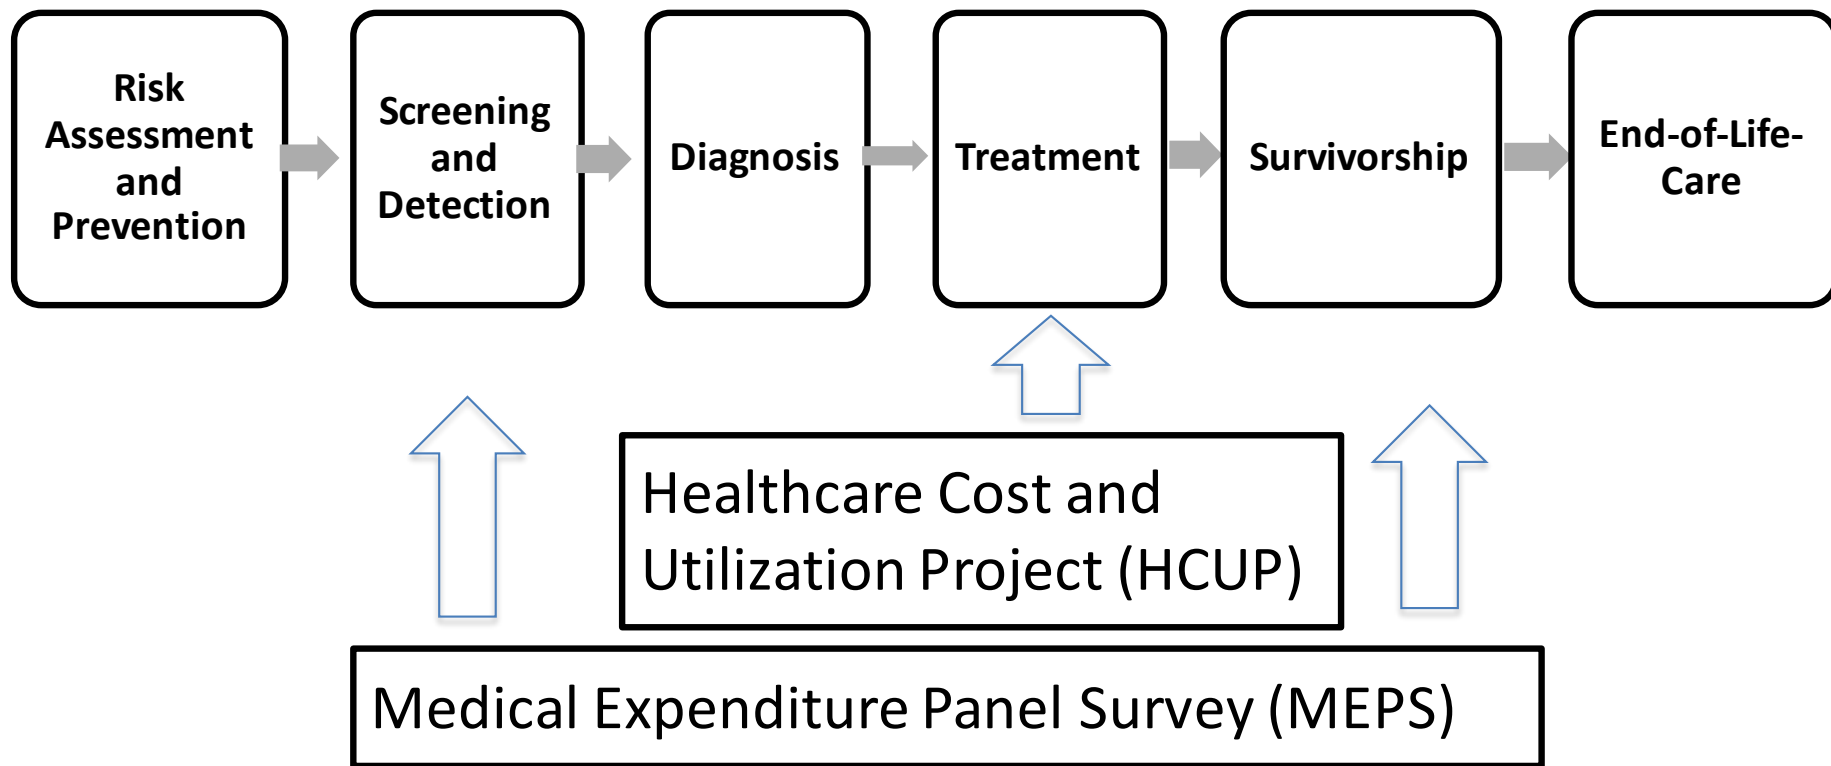 Risk
Assessment
and
Prevention
Screening
and
Detection
Diagnosis
Treatment
Survivorship
End-of-Life-
Care
Healthcare Cost and
Utilization Project (HCUP)
Medical Expenditure Panel Survey (MEPS)